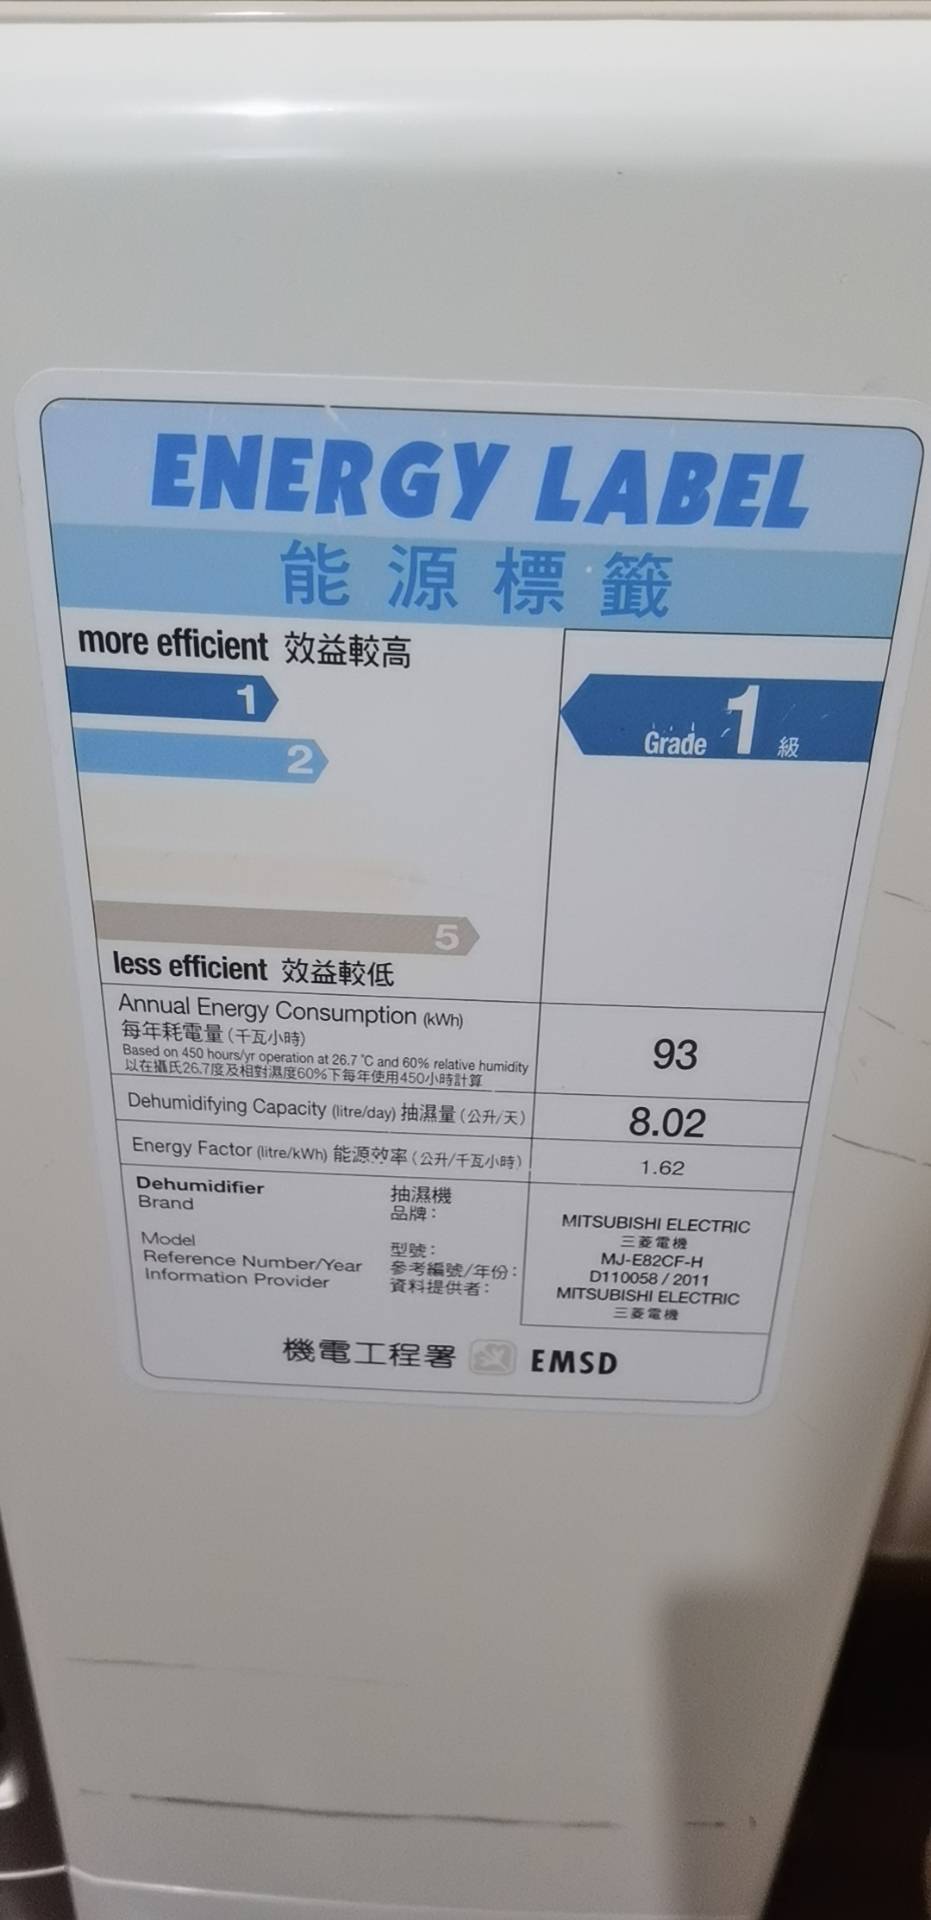 ENERGY LABEL
能源標籤
more efficient 效益較高
1
2
5
less efficient 效益較低
Grade 1 級
Annual Energy Consumption (kWh)
每年耗電量 (千瓦小時)
Based on 450 hours/yr operation at 26.7 °C and 60% relative humidity
以在攝氏26.7度及相對濕度60%下每年使用450小時計算
93
Dehumidifying Capacity (litre/day) 抽濕量 (公升/天)
8.02
Energy Factor (litre/kWh) 能源效率 (公升/千瓦小時)
1.62
Dehumidifier 抽濕機
Brand 品牌：
MITSUBISHI ELECTRIC
三菱電機
Model 型號：
MJ-E82CF-H
Reference Number/Year 參考編號/年份：
D110058 / 2011
Information Provider 資料提供者：
MITSUBISHI ELECTRIC
三菱電機
機電工程署 EMSD